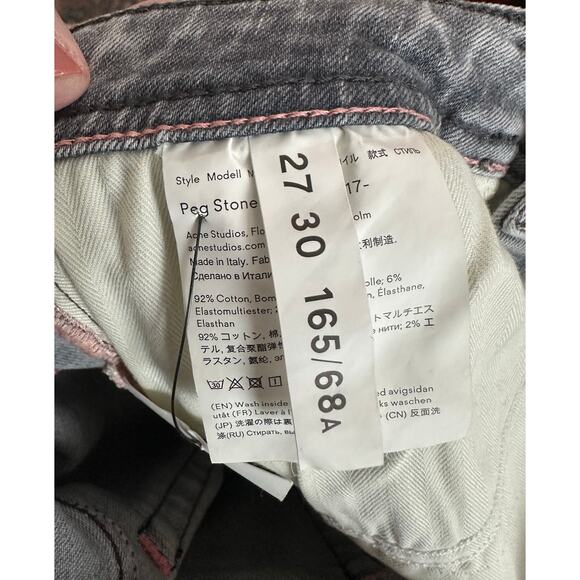 27 30 165/68A
Style Modell
款式 СТИЛЬ
Peg Stone
17-
Acne Studios, Flo
olm
acnestudios.com
Made in Italy. Fab
利制造.
Сделано в Итали
92% Cotton, Bom
olle; 6%
Elastomultiester; 2
n, Élasthane,
Elasthan
92% コットン, 棉,
トマルチエス
テル, 复合聚酯弹性
и нити; 2% エ
ラスタン, 氨纶, эл
(EN) Wash inside
ed avigsidan
utåt (FR) Laver à l'
ks waschen
(JP) 洗濯の際は裏
(CN) 反面洗
涤(RU) Стирать, вы